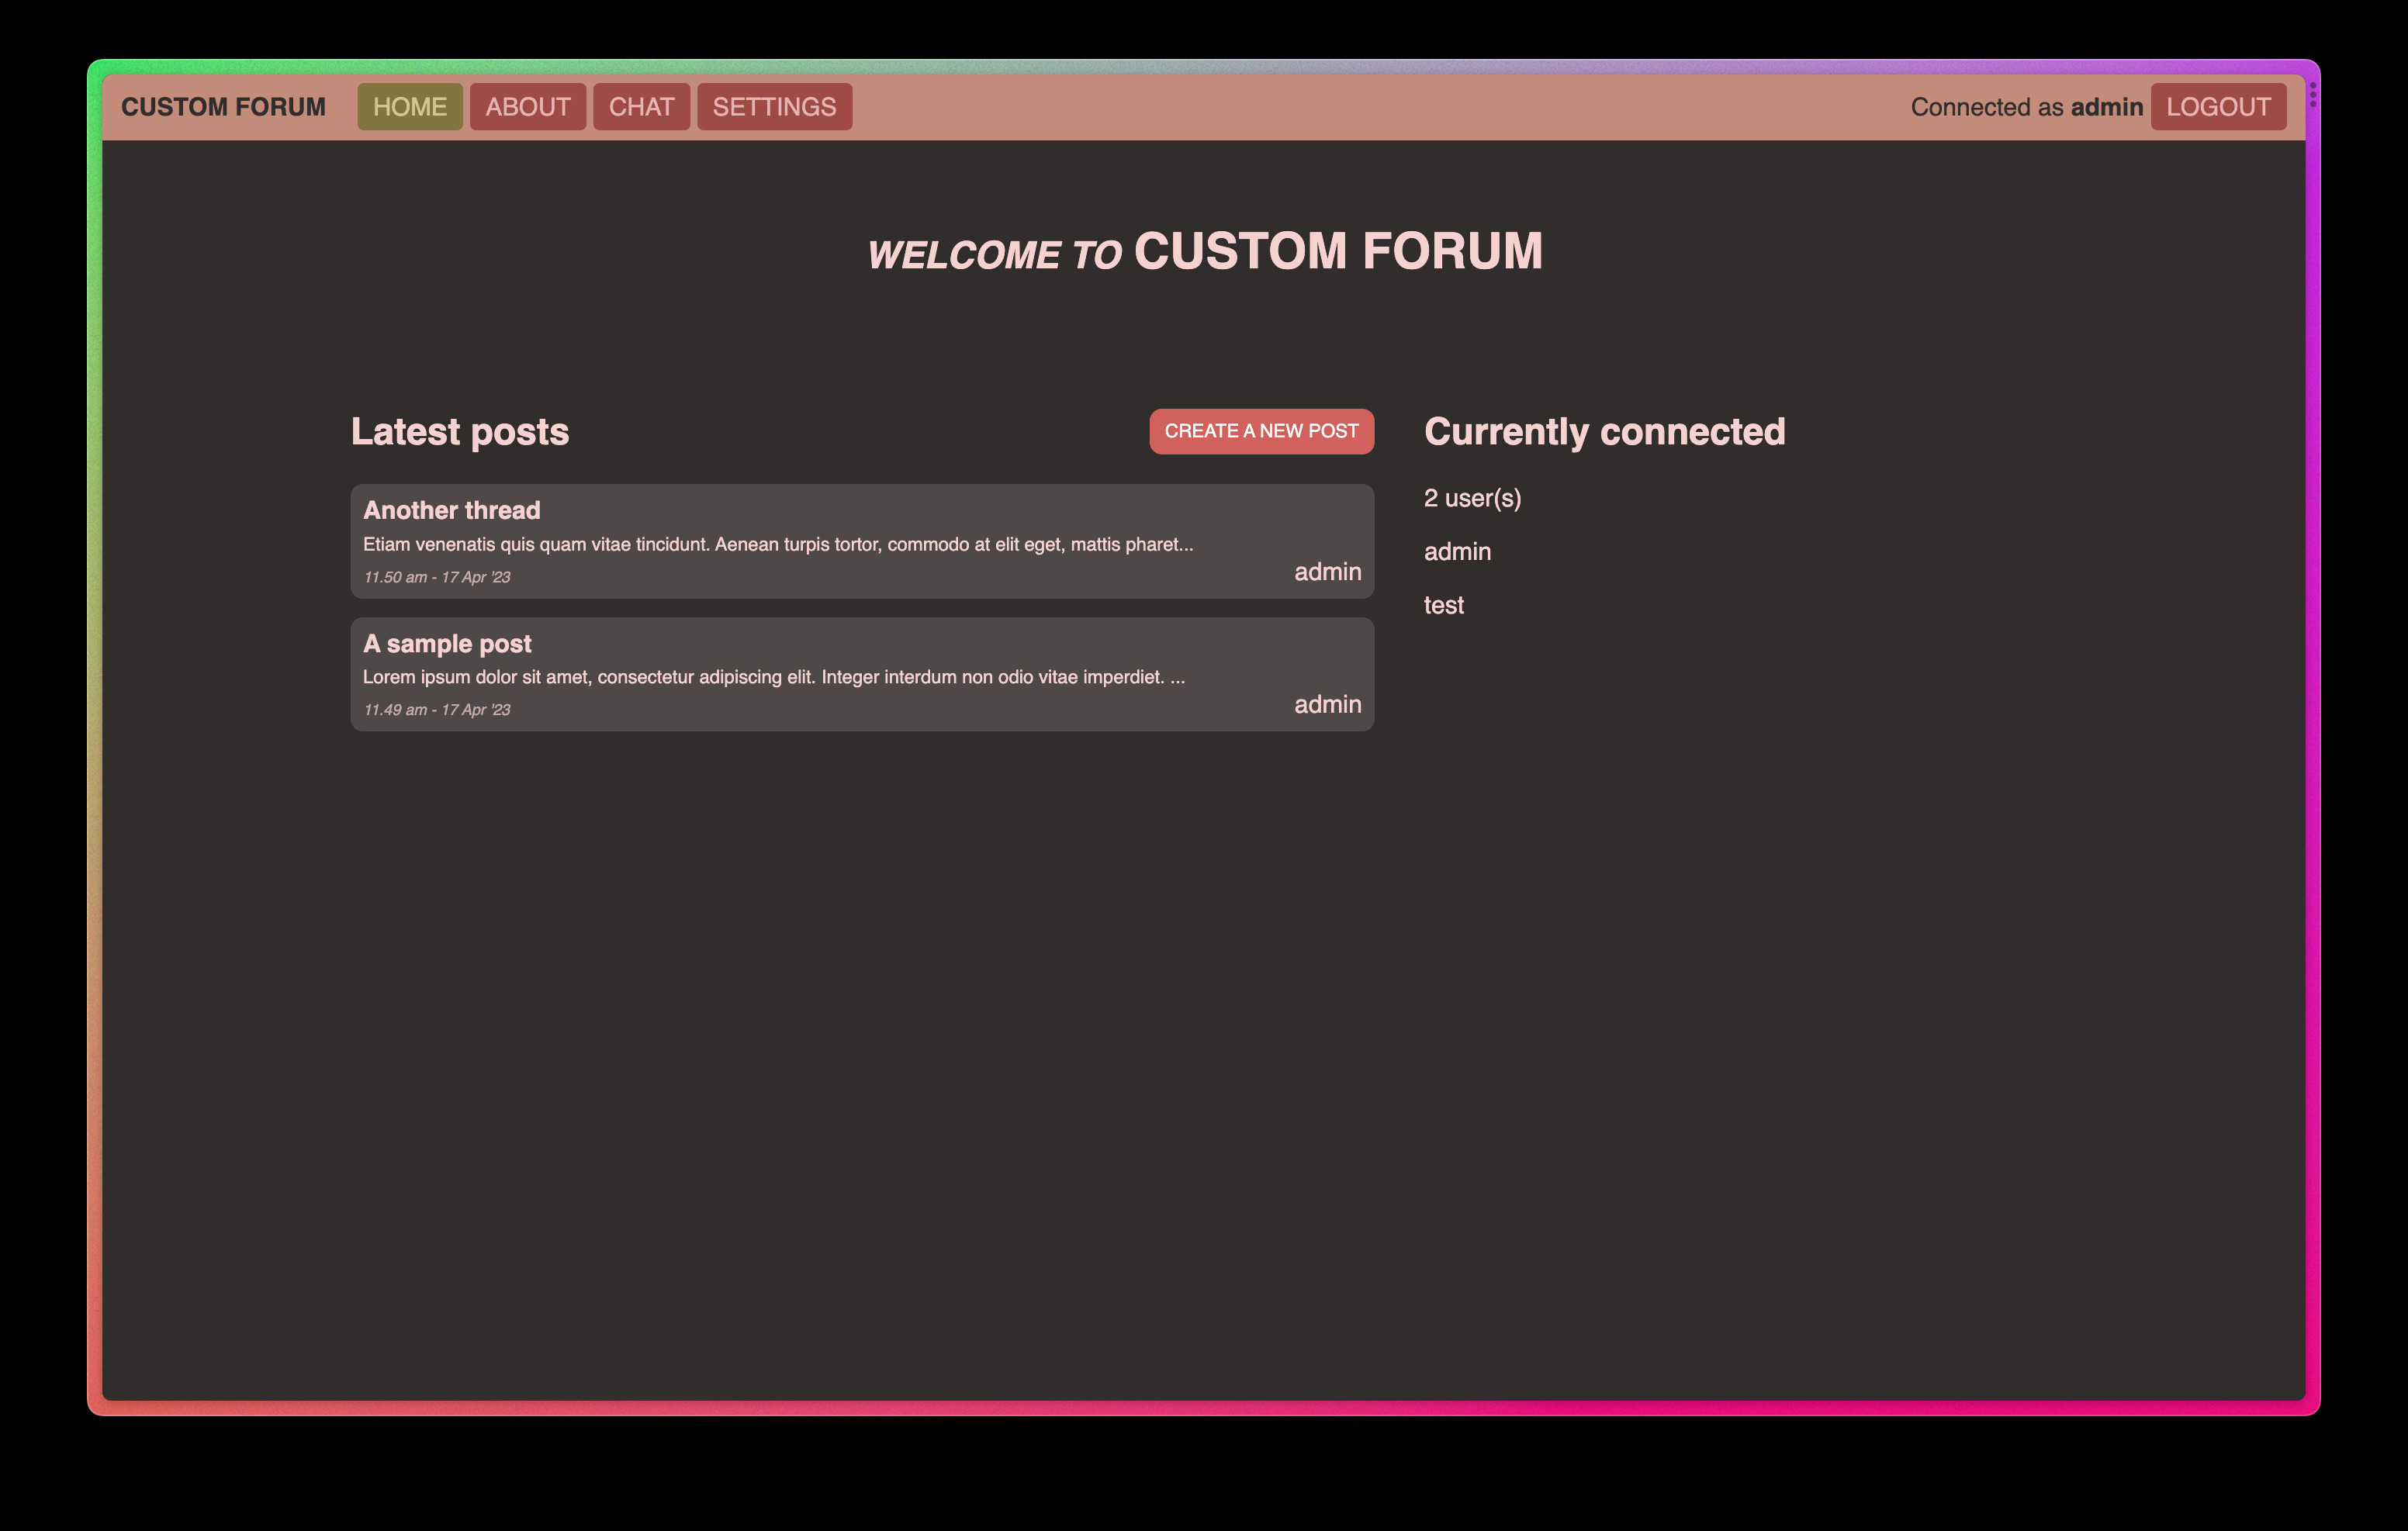 CUSTOM FORUM HOME ABOUT CHAT SETTINGS Connected as admin LOGOUT
WELCOME TO CUSTOM FORUM
Latest posts CREATE A NEW POST
Another thread
Etiam venenatis quis quam vitae tincidunt. Aenean turpis tortor, commodo at elit eget, mattis pharet...
11.50 am - 17 Apr '23 admin
A sample post
Lorem ipsum dolor sit amet, consectetur adipiscing elit. Integer interdum non odio vitae imperdiet. ...
11.49 am - 17 Apr '23 admin
Currently connected
2 user(s)
admin
test